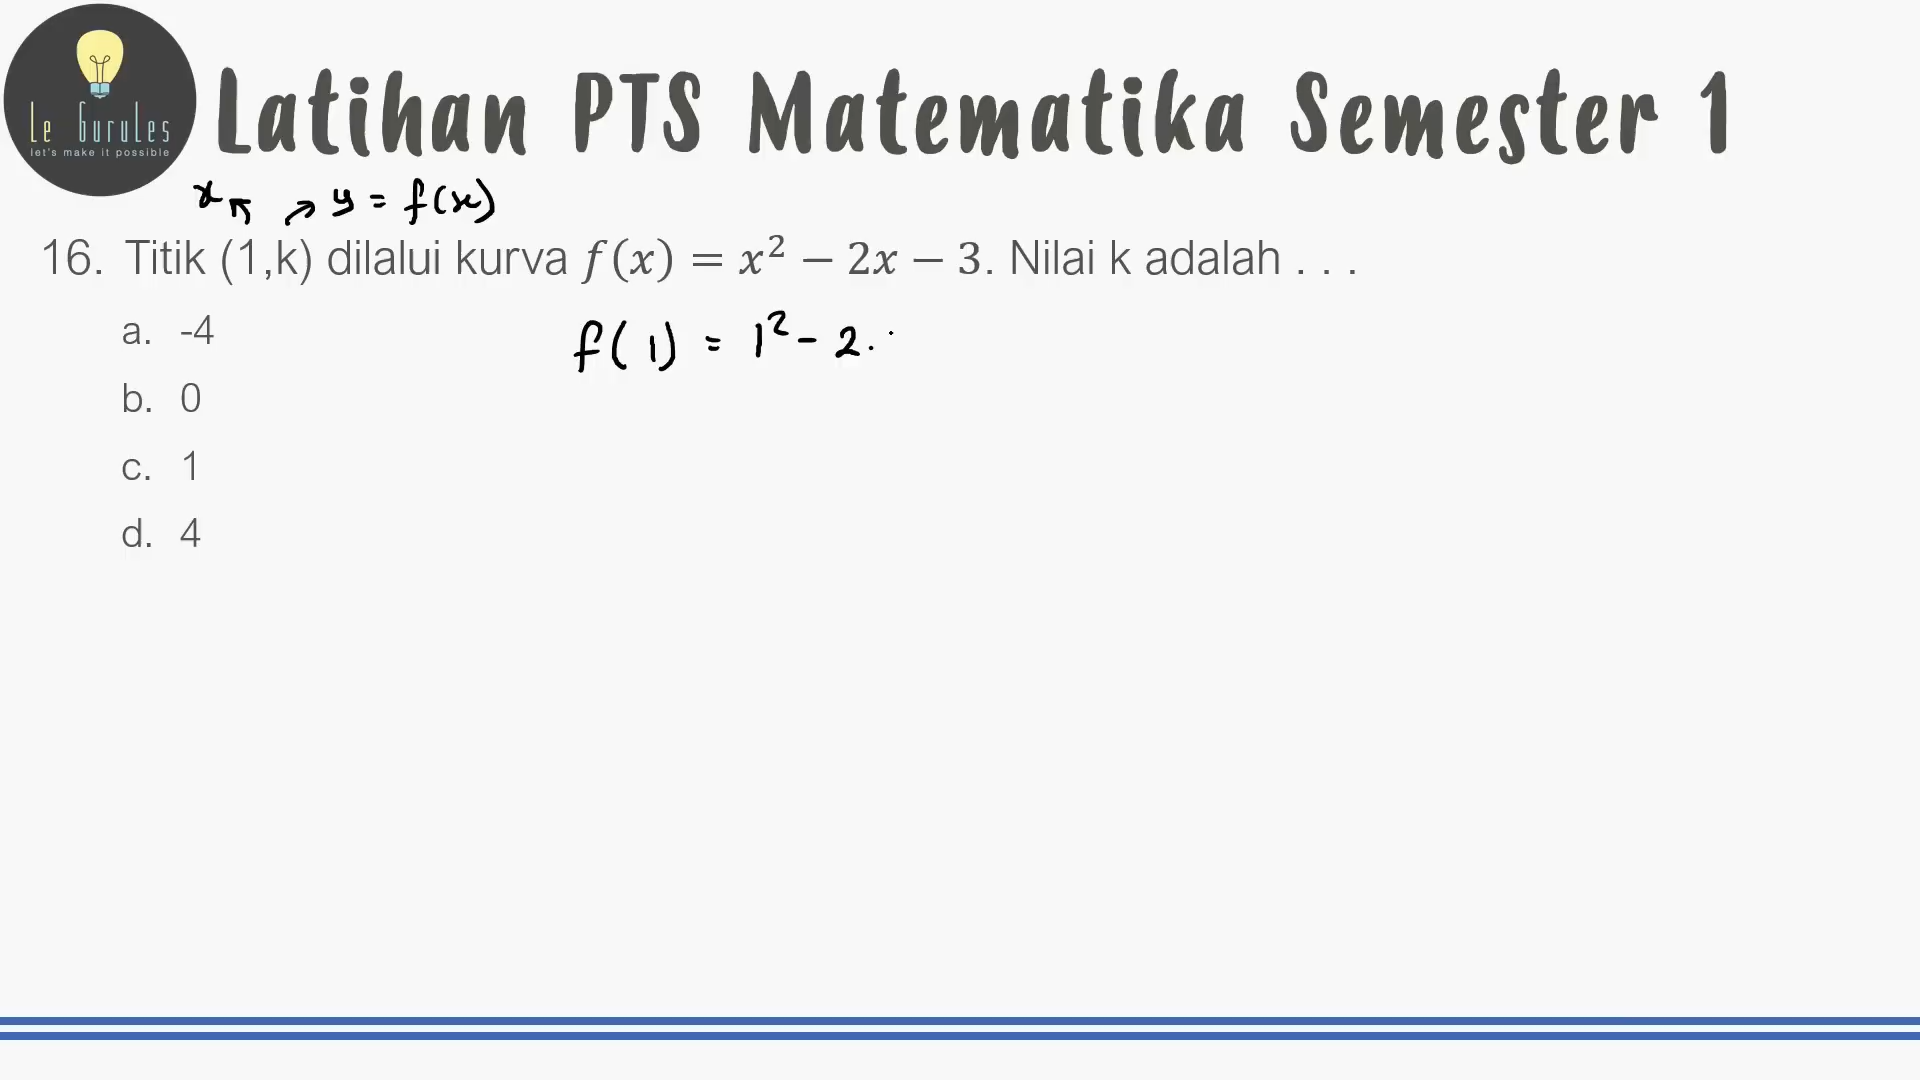 Le GuruLes
let's make it possible
Latihan PTS Matematika Semester 1
x y = f(x)
16. Titik (1,k) dilalui kurva f(x) = x² − 2x − 3. Nilai k adalah . . .
a. -4
f(1) = 1² - 2.
b. 0
c. 1
d. 4